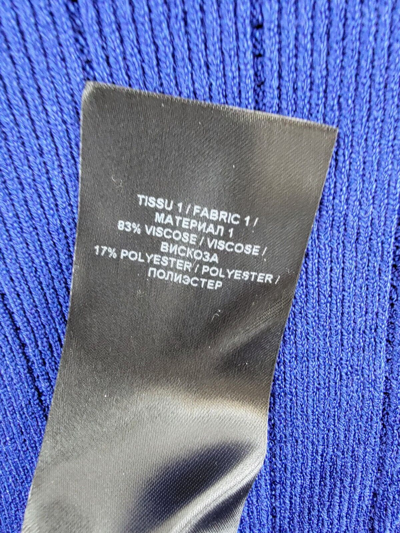 TISSU 1 / FABRIC 1 /
МАТЕРИАЛ 1
83% VISCOSE / VISCOSE /
ВИСКОЗА
17% POLYESTER / POLYESTER /
ПОЛИЭСТЕР